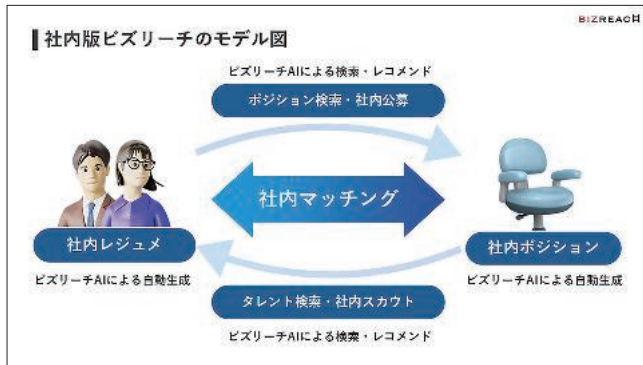 BIZREACH
社内版ビズリーチのモデル図
ビズリーチAIによる検索・レコメンド
ポジション検索・社内公募
社内マッチング
社内レジュメ
ビズリーチAIによる自動生成
社内ポジション
ビズリーチAIによる自動生成
タレント検索・社内スカウト
ビズリーチAIによる検索・レコメンド